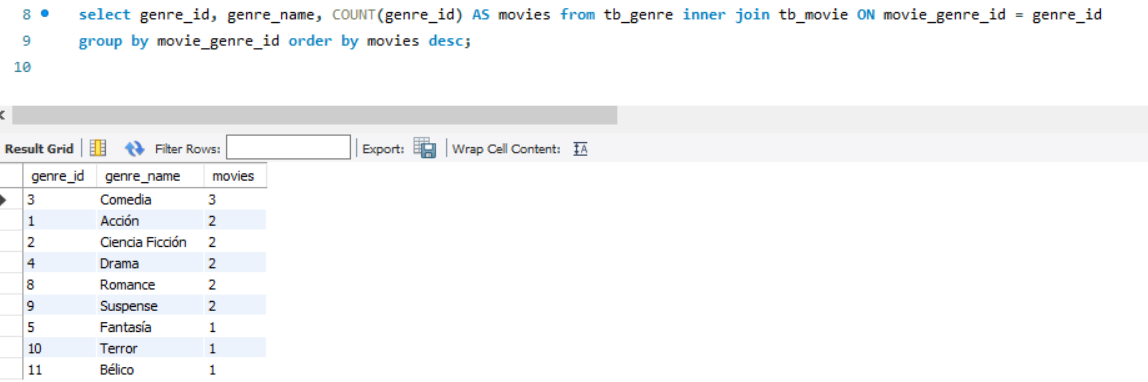 8 select genre_id, genre_name, COUNT(genre_id) AS movies from tb_genre inner join tb_movie ON movie_genre_id = genre_id
9 group by movie_genre_id order by movies desc;
10
Result Grid Filter Rows: Export: Wrap Cell Content: IA
genre_id genre_name movies
3 Comedia 3
1 Acción 2
2 Ciencia Ficción 2
4 Drama 2
8 Romance 2
9 Suspense 2
5 Fantasía 1
10 Terror 1
11 Bélico 1